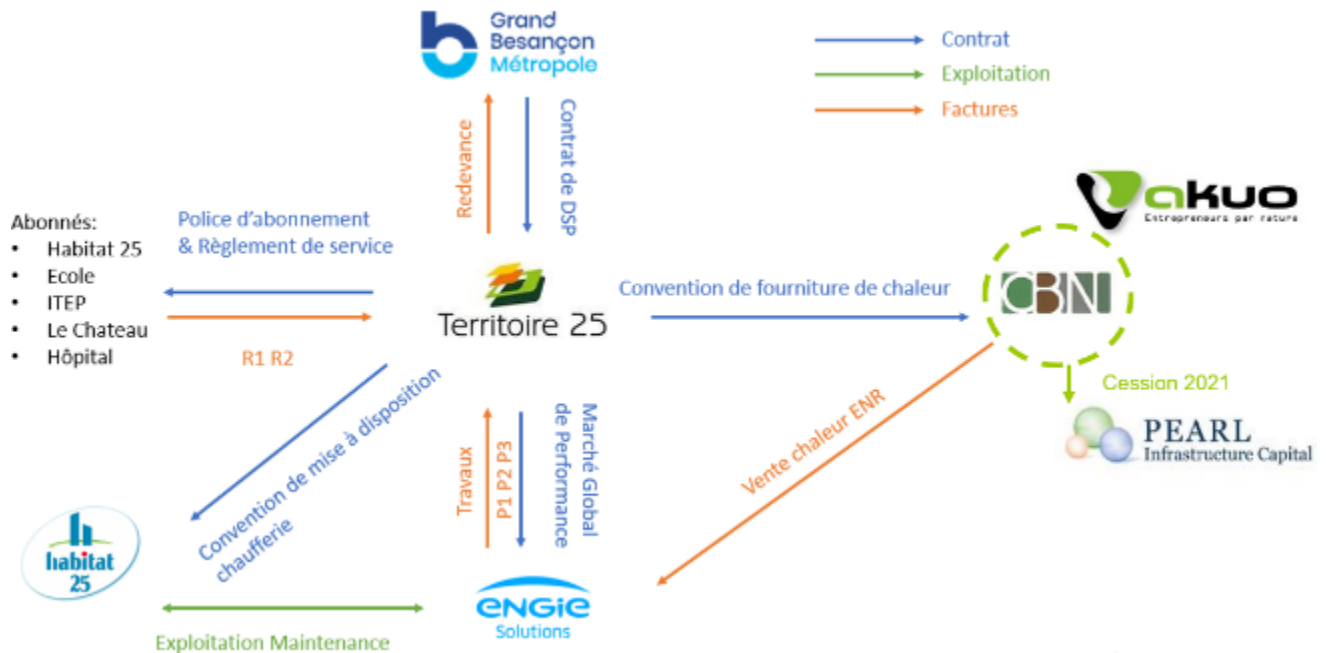 Grand
Besançon
Métropole
Contrat
Exploitation
Factures
Redevance
Contrat de DSP
akuo
Entrepreneurs par nature
Abonnés:
• Habitat 25
• Ecole
• ITEP
• Le Chateau
• Hôpital
Police d'abonnement
& Règlement de service
R1 R2
Territoire 25
Convention de fourniture de chaleur
CBN
Cession 2021
PEARL
Infrastructure Capital
Convention de mise à disposition
chaufferie
Travaux
P1 P2 P3
Marché Global
de Performance
Vente chaleur ENR
habitat
25
ENGIE
Solutions
Exploitation Maintenance